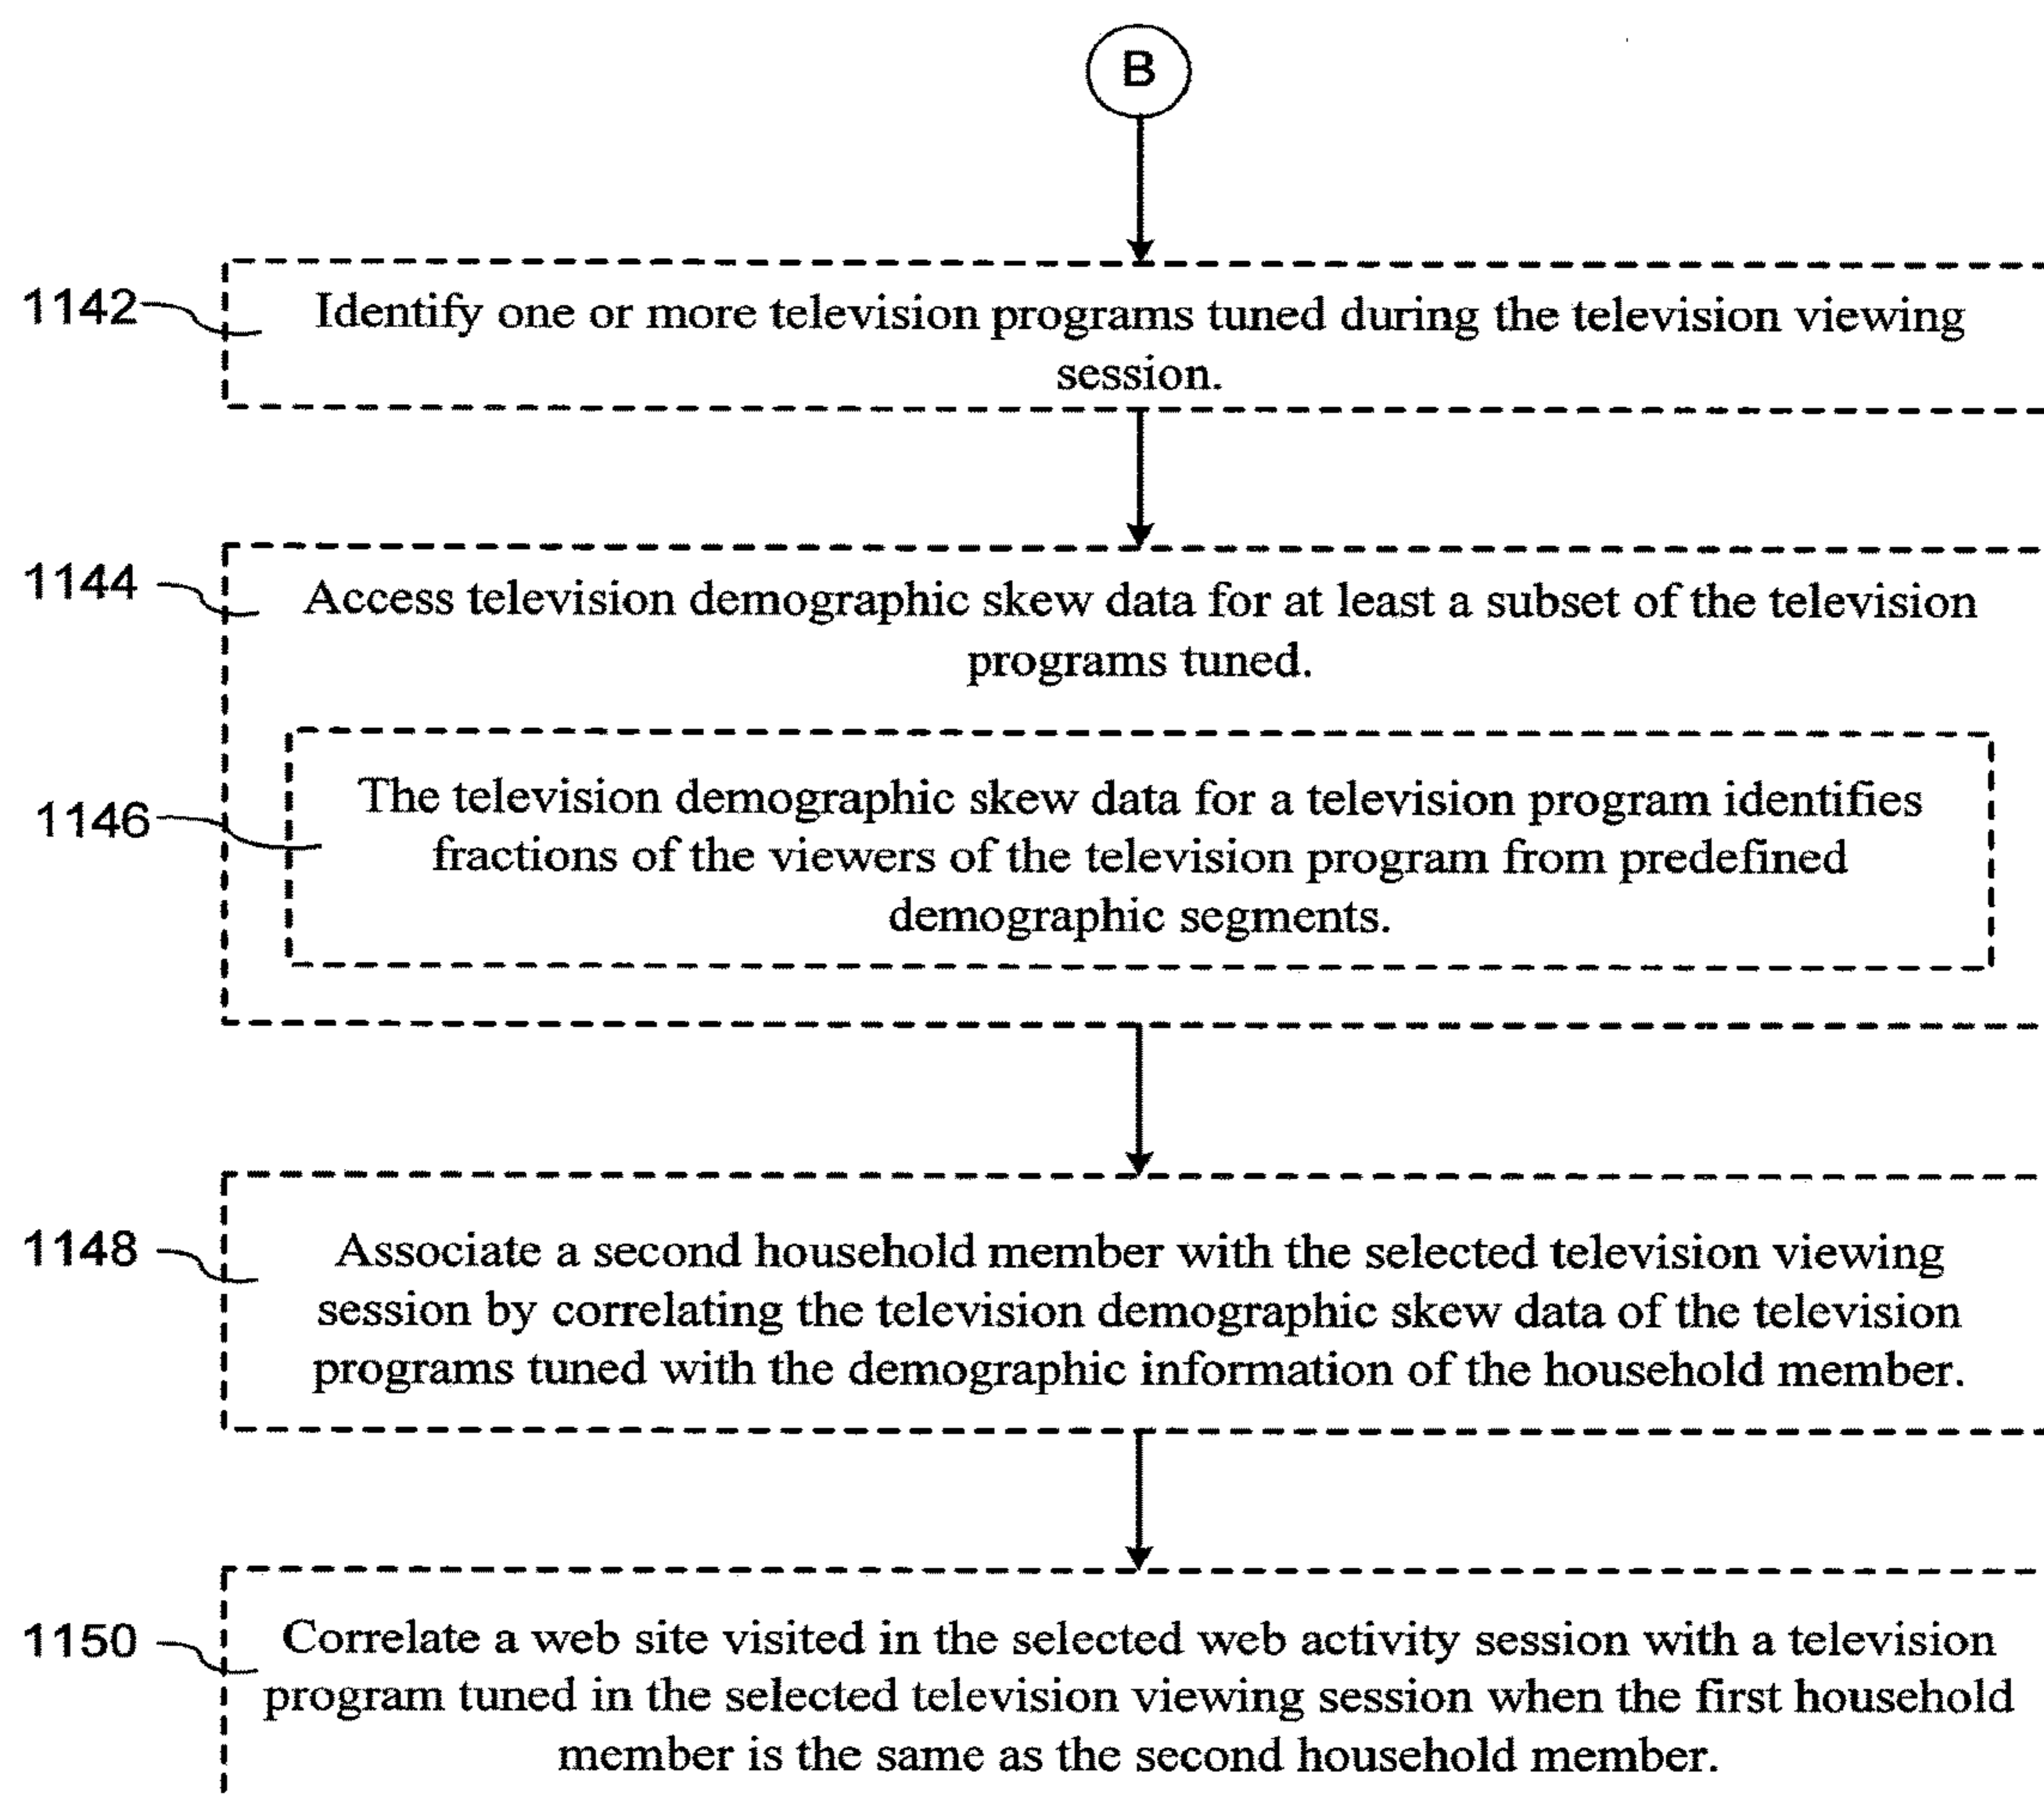 B
1142
Identify one or more television programs tuned during the television viewing
session.
1144
Access television demographic skew data for at least a subset of the television
programs tuned.
1146
The television demographic skew data for a television program identifies
fractions of the viewers of the television program from predefined
demographic segments.
1148
Associate a second household member with the selected television viewing
session by correlating the television demographic skew data of the television
programs tuned with the demographic information of the household member.
1150
Correlate a web site visited in the selected web activity session with a television
program tuned in the selected television viewing session when the first household
member is the same as the second household member.